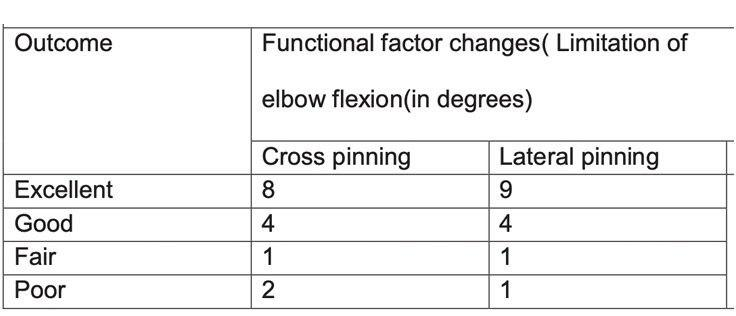 Outcome
Functional factor changes( Limitation of
elbow flexion(in degrees)
Cross pinning Lateral pinning
Excellent 8 9
Good 4 4
Fair 1 1
Poor 2 1